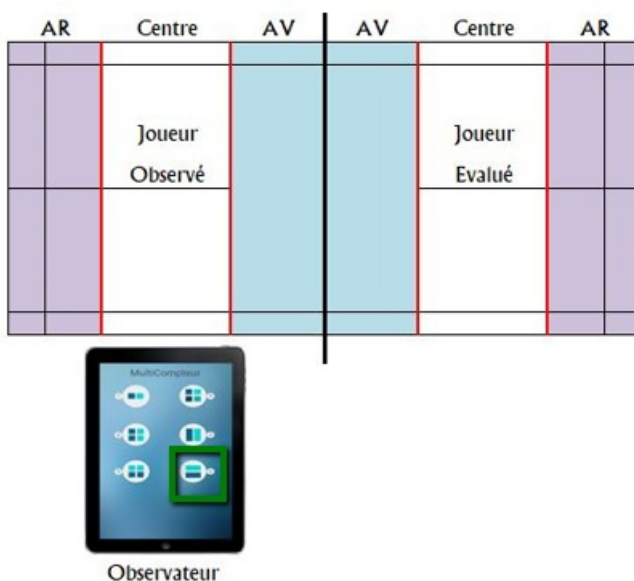 AR Centre AV AV Centre AR
Joueur Joueur
Observé Evalué
MultiCompteur
Observateur